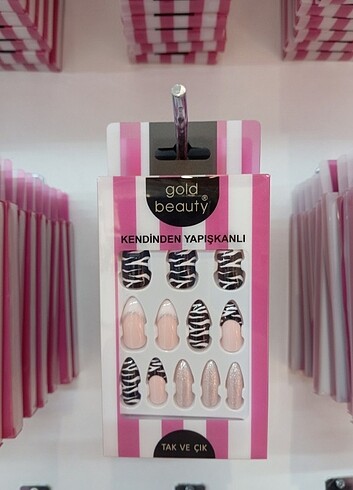 gold
beauty®
KENDİNDEN YAPIŞKANLI
TAK VE ÇIK